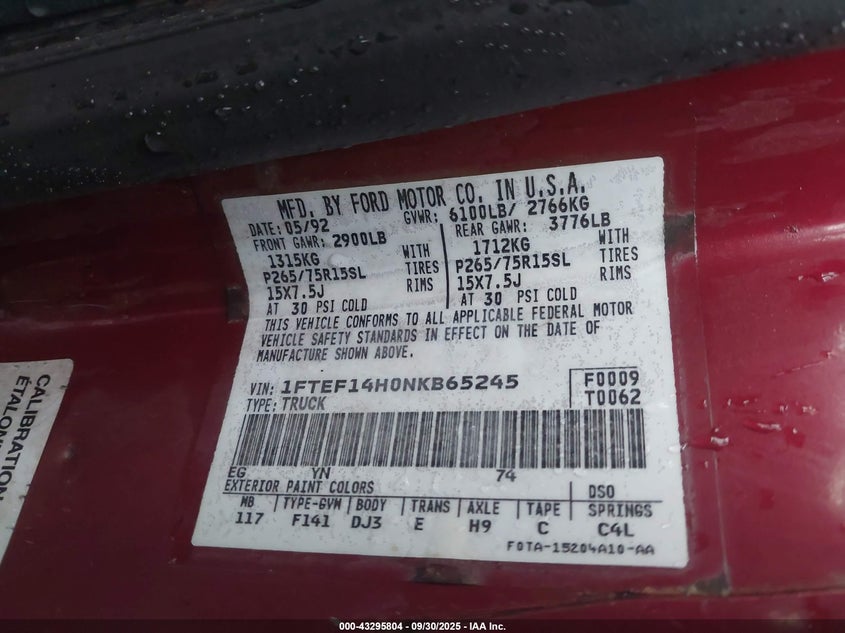 MFD. BY FORD MOTOR CO. IN U.S.A.
DATE: 05/92 GVWR: 6100LB/ 2766KG
FRONT GAWR: 2900LB REAR GAWR: 3776LB
1315KG WITH 1712KG WITH
P265/75R15SL TIRES P265/75R15SL TIRES
15X7.5J RIMS 15X7.5J RIMS
AT 30 PSI COLD AT 30 PSI COLD
THIS VEHICLE CONFORMS TO ALL APPLICABLE FEDERAL MOTOR
VEHICLE SAFETY STANDARDS IN EFFECT ON THE DATE OF
MANUFACTURE SHOWN ABOVE.
VIN: 1FTEF14H0NKB65245 F0009
TYPE: TRUCK T0062
EG YN 74
EXTERIOR PAINT COLORS DSO
WB TYPE-GVW BODY TRANS AXLE TAPE SPRINGS
117 F141 DJ3 E H9 C C4L
F0TA-15204A10-AA
CALIBRATION
ÉTALONN
000-43295804 - 09/30/2025 - IAA Inc.